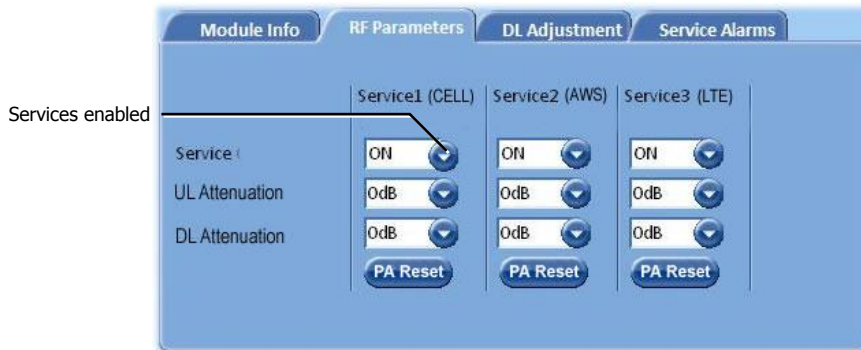 Module Info RF Parameters DL Adjustment Service Alarms
Service1 (CELL) Service2 (AWS) Service3 (LTE)
Services enabled
Service ON ON ON
UL Attenuation 0dB 0dB 0dB
DL Attenuation 0dB 0dB 0dB
PA Reset PA Reset PA Reset